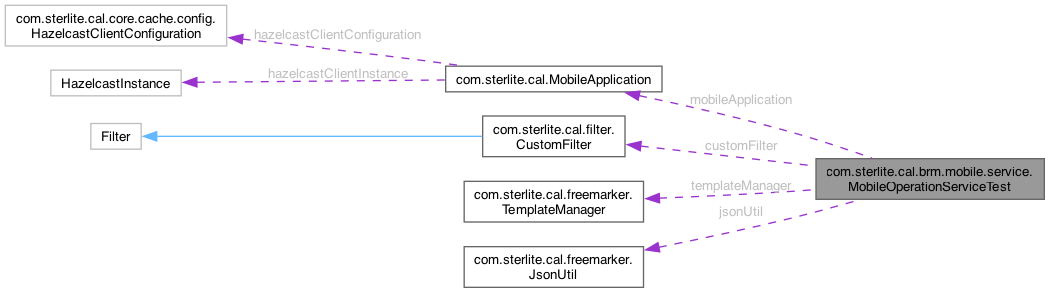 com.sterlite.cal.core.cache.config.
HazelcastClientConfiguration
hazelcastClientConfiguration
HazelcastInstance
hazelcastClientInstance
com.sterlite.cal.MobileApplication
mobileApplication
Filter
com.sterlite.cal.filter.
CustomFilter
customFilter
com.sterlite.cal.brm.mobile.service.
MobileOperationServiceTest
com.sterlite.cal.freemarker.
TemplateManager
templateManager
jsonUtil
com.sterlite.cal.freemarker.
JsonUtil